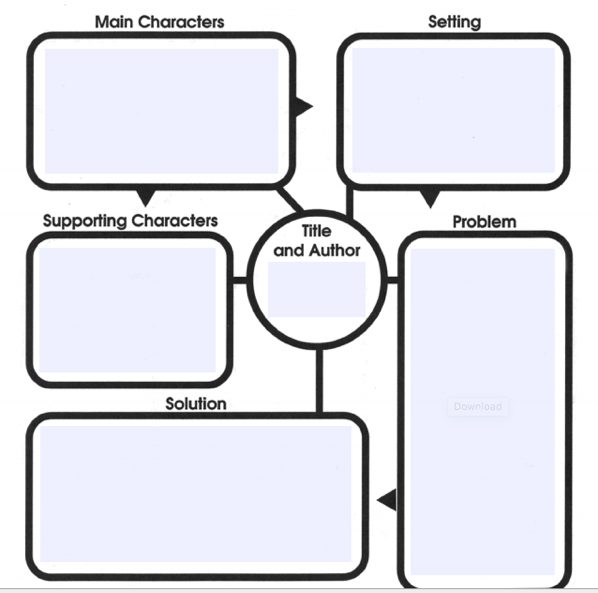 Main Characters
Setting
Supporting Characters
Title
and Author
Problem
Download
Solution